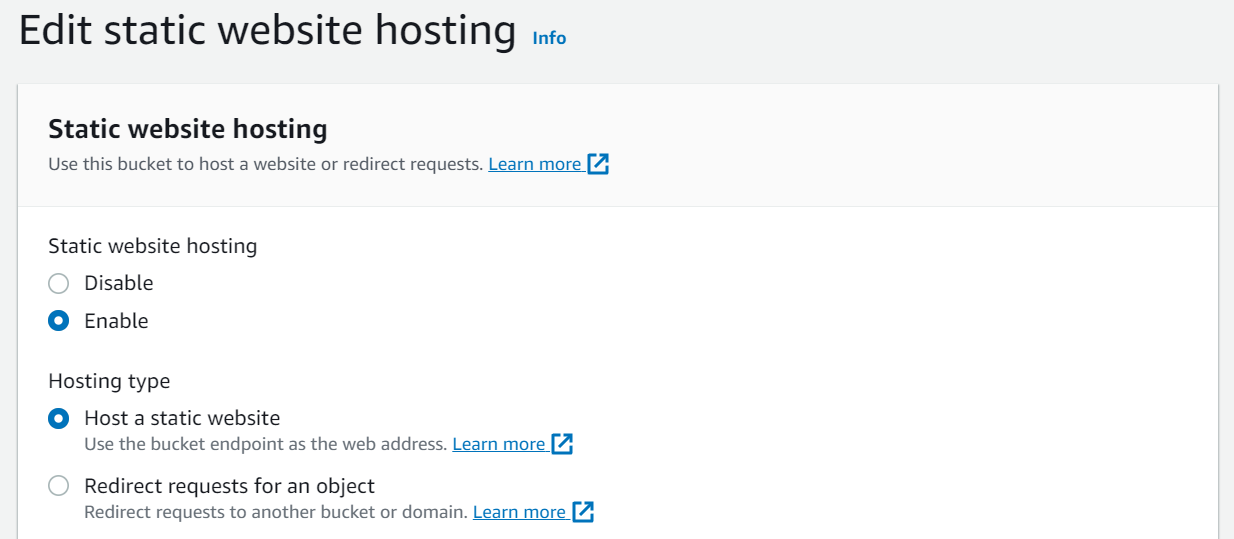 Edit static website hosting Info
Static website hosting
Use this bucket to host a website or redirect requests. Learn more
Static website hosting
Disable
Enable
Hosting type
Host a static website
Use the bucket endpoint as the web address. Learn more
Redirect requests for an object
Redirect requests to another bucket or domain. Learn more